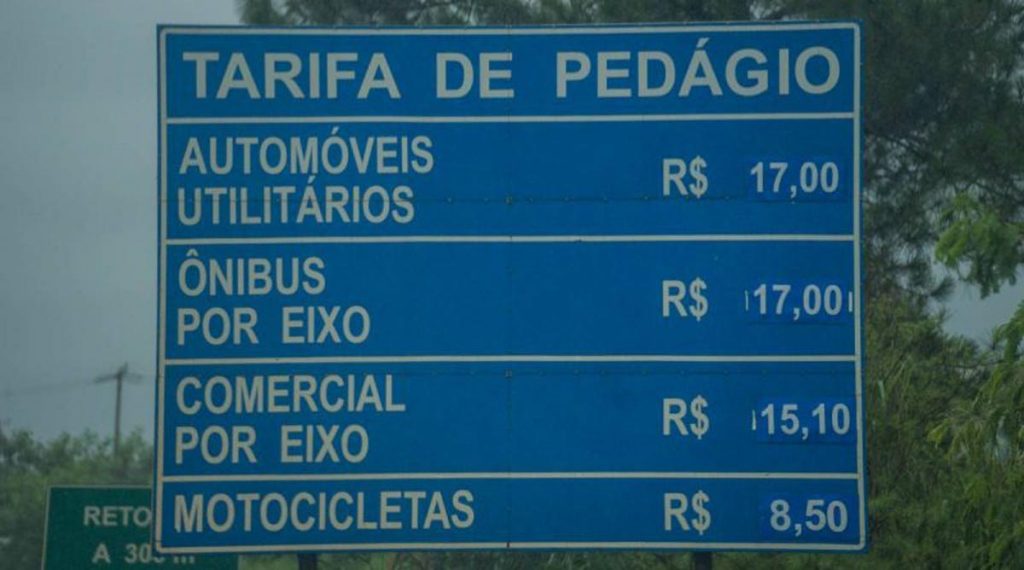 TARIFA DE PEDÁGIO
AUTOMÓVEIS
UTILITÁRIOS
R$ 17,00
ÔNIBUS
POR EIXO
R$ 17,00
COMERCIAL
POR EIXO
R$ 15,10
MOTOCICLETAS R$ 8,50
A